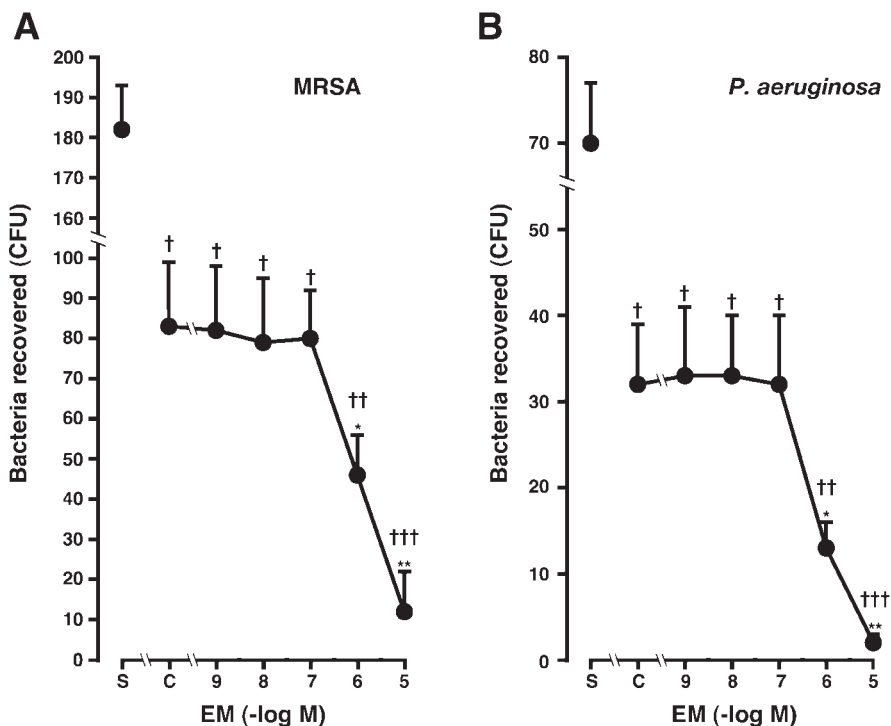 A
MRSA
Bacteria recovered (CFU)
200
190
180
170
160
100
90
80
70
60
50
40
30
20
10
0
† † † †
††
*
†††
**
S C 9 8 7 6 5
EM (-log M)
B
P. aeruginosa
Bacteria recovered (CFU)
80
70
50
40
30
20
10
0
† † † †
††
*
†††
**
S C 9 8 7 6 5
EM (-log M)